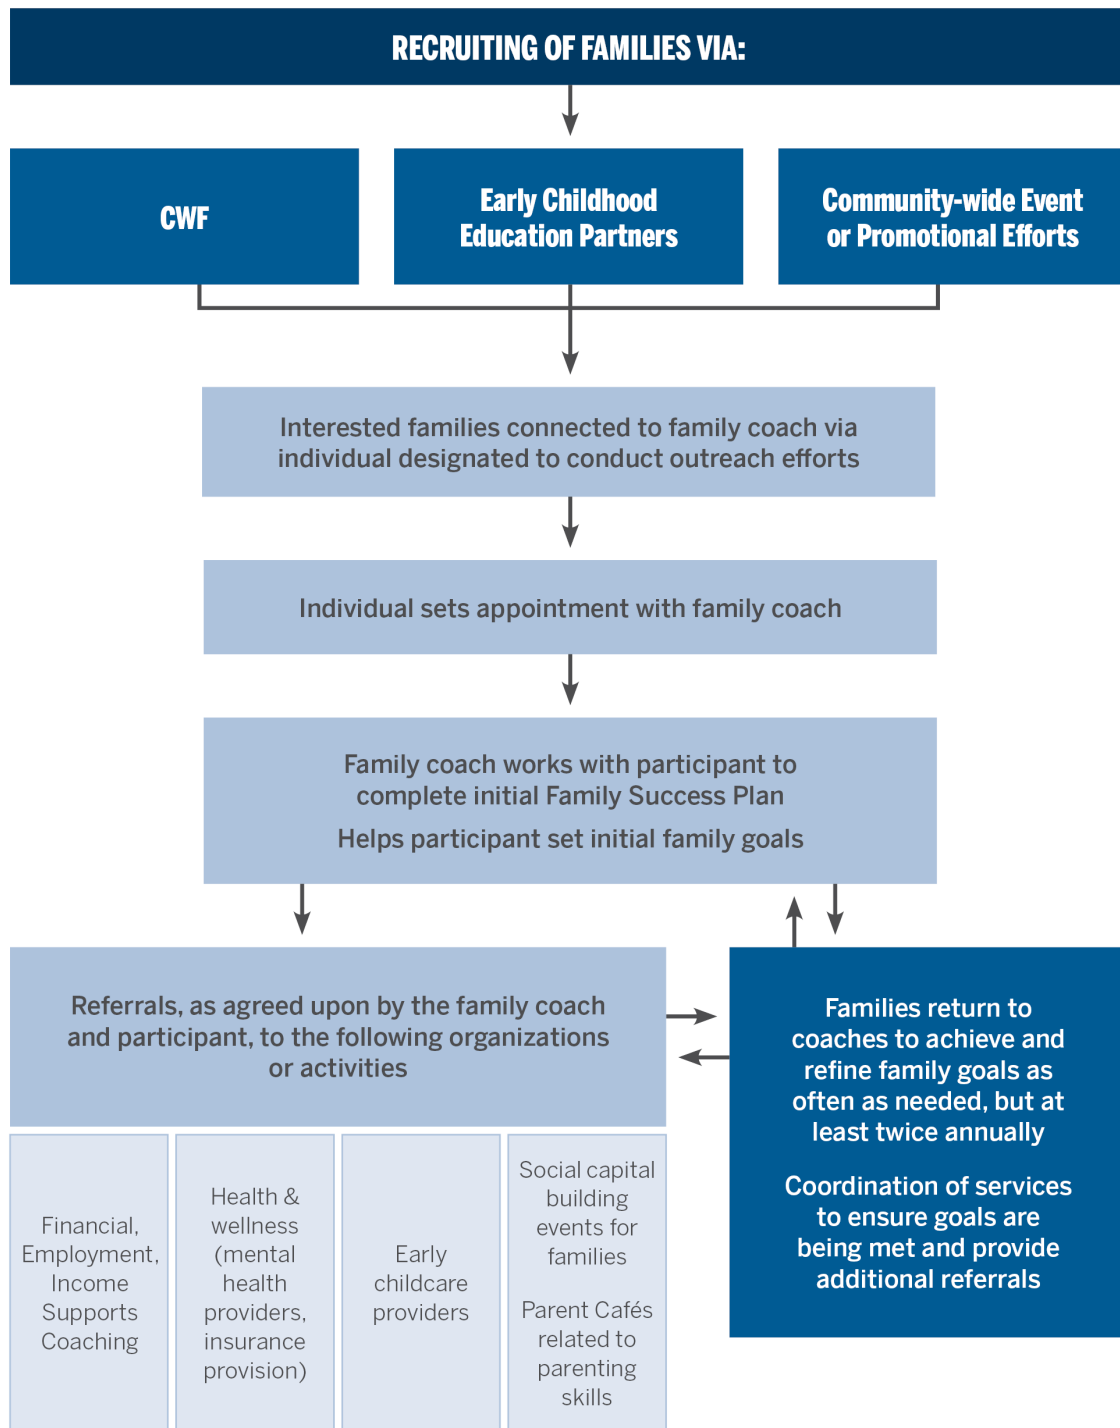 RECRUITING OF FAMILIES VIA:
CWF
Early Childhood
Education Partners
Community-wide Event
or Promotional Efforts
Interested families connected to family coach via
individual designated to conduct outreach efforts
Individual sets appointment with family coach
Family coach works with participant to
complete initial Family Success Plan
Helps participant set initial family goals
Referrals, as agreed upon by the family coach
and participant, to the following organizations
or activities
Financial,
Employment,
Income
Supports
Coaching
Health &
wellness
(mental
health
providers,
insurance
provision)
Early
childcare
providers
Social capital
building
events for
families
Parent Cafés
related to
parenting
skills
Families return to
coaches to achieve and
refine family goals as
often as needed, but at
least twice annually
Coordination of services
to ensure goals are
being met and provide
additional referrals